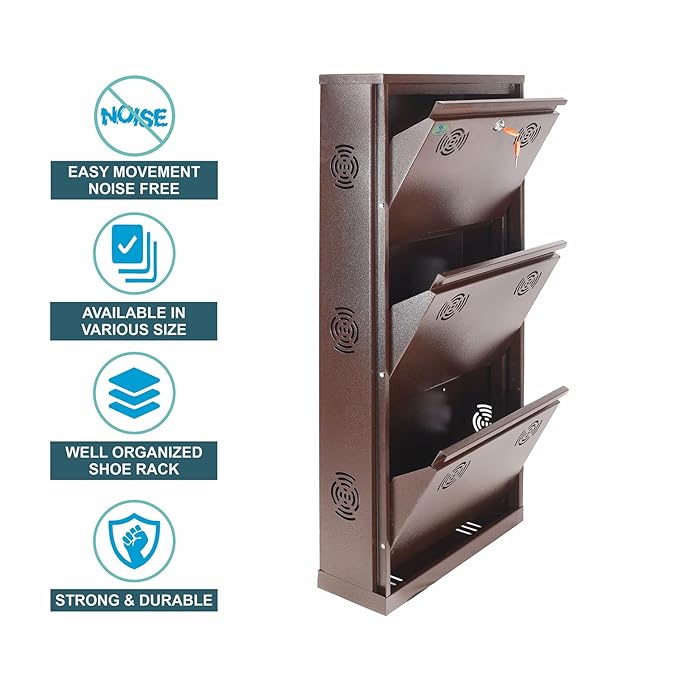 NOISE
EASY MOVEMENT
NOISE FREE
AVAILABLE IN
VARIOUS SIZE
WELL ORGANIZED
SHOE RACK
STRONG & DURABLE